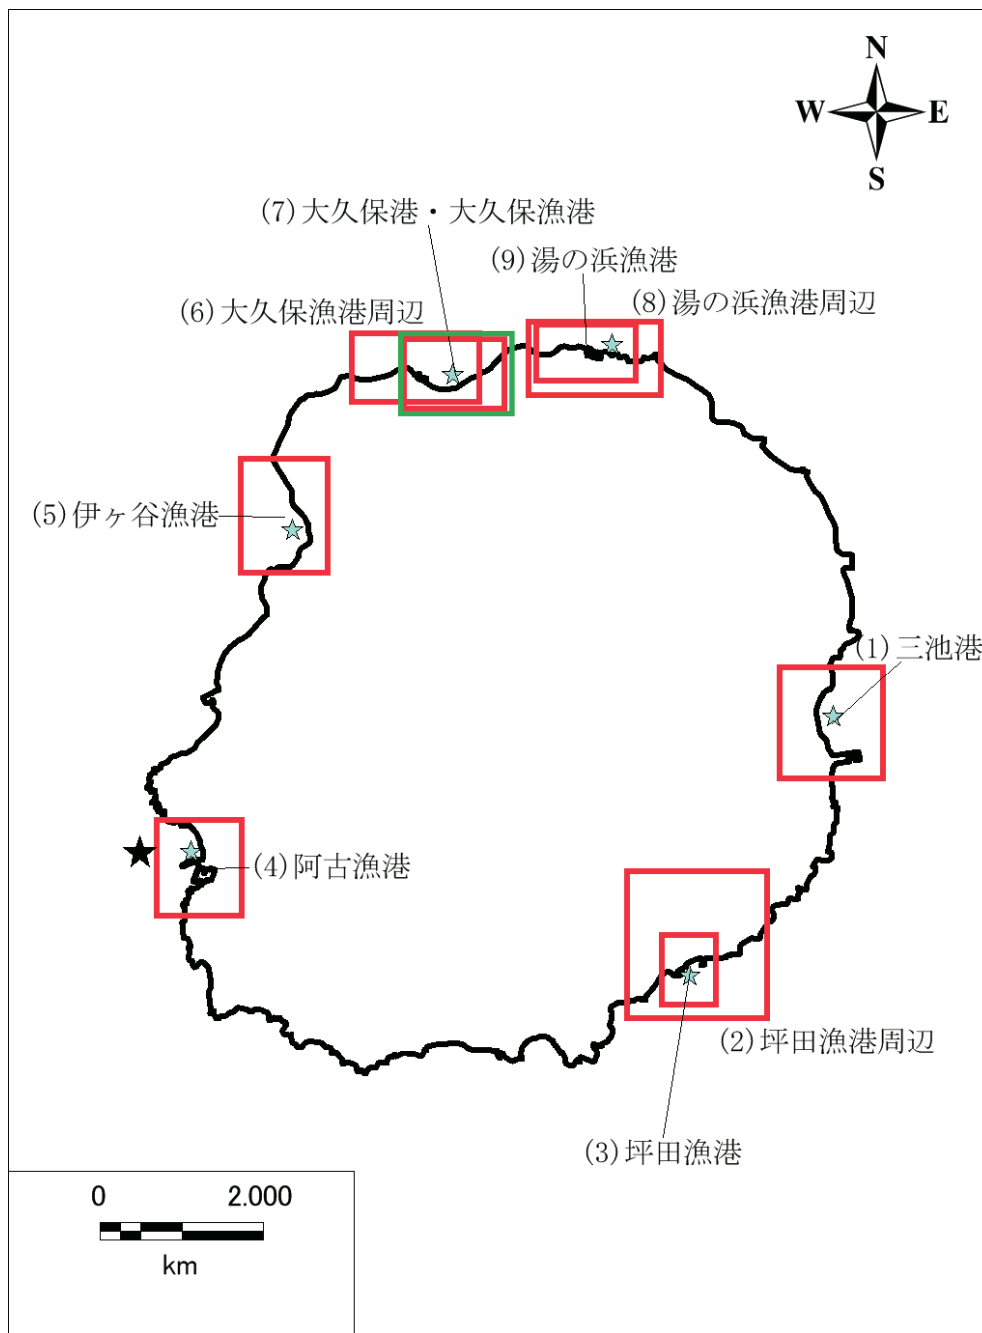 N
W E
S
(7)大久保港・大久保漁港
(9)湯の浜漁港
(8)湯の浜漁港周辺
(6)大久保漁港周辺
(5)伊ヶ谷漁港
(1)三池港
(4)阿古漁港
(2)坪田漁港周辺
(3)坪田漁港
0 2.000
km